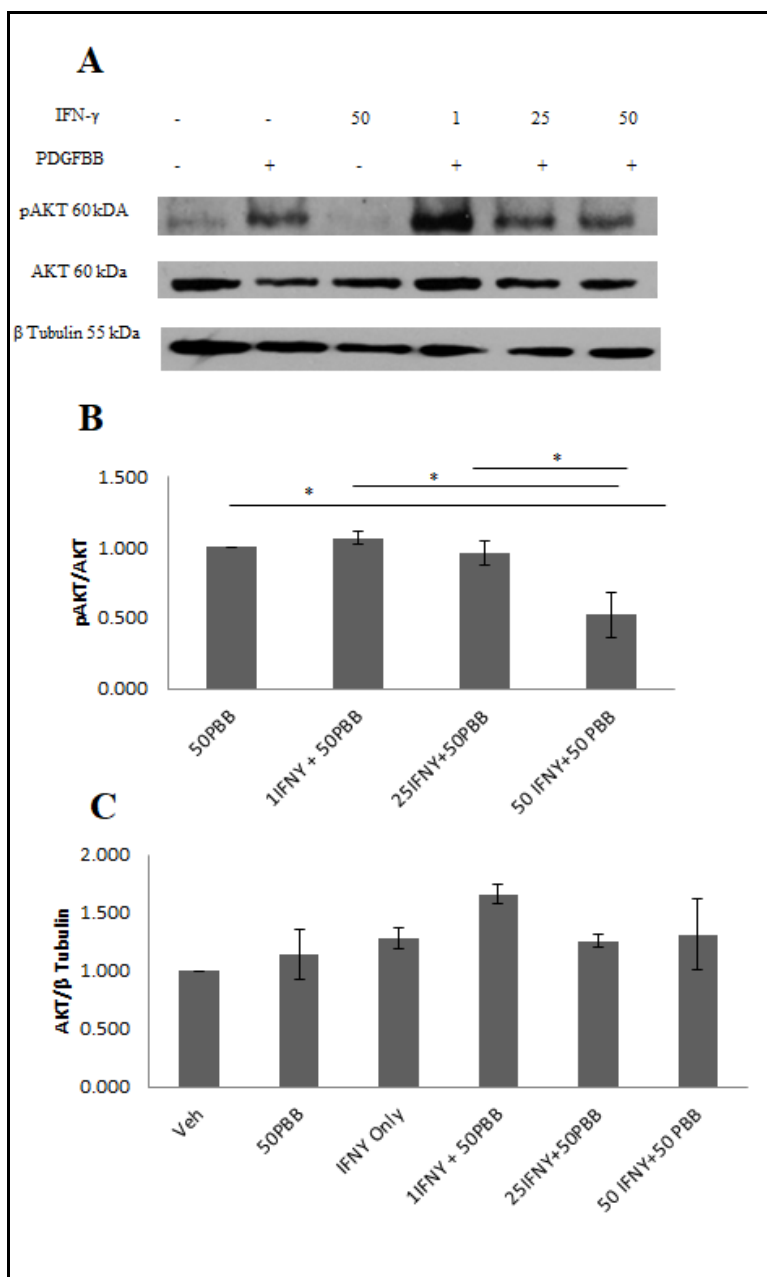 A
IFN-γ - - 50 1 25 50
PDGFBB - + - + + +
pAKT 60 kDA
AKT 60 kDa
β Tubulin 55 kDa
B
* * *
1.500
1.000
0.500
0.000
pAKT/AKT
50PBB
1IFNY + 50PBB
25IFNY+50PBB
50 IFNY+50 PBB
C
2.000
1.500
1.000
0.500
0.000
AKT/β Tubulin
Veh
50PBB
IFNY Only
1IFNY + 50PBB
25IFNY+50PBB
50 IFNY+50 PBB